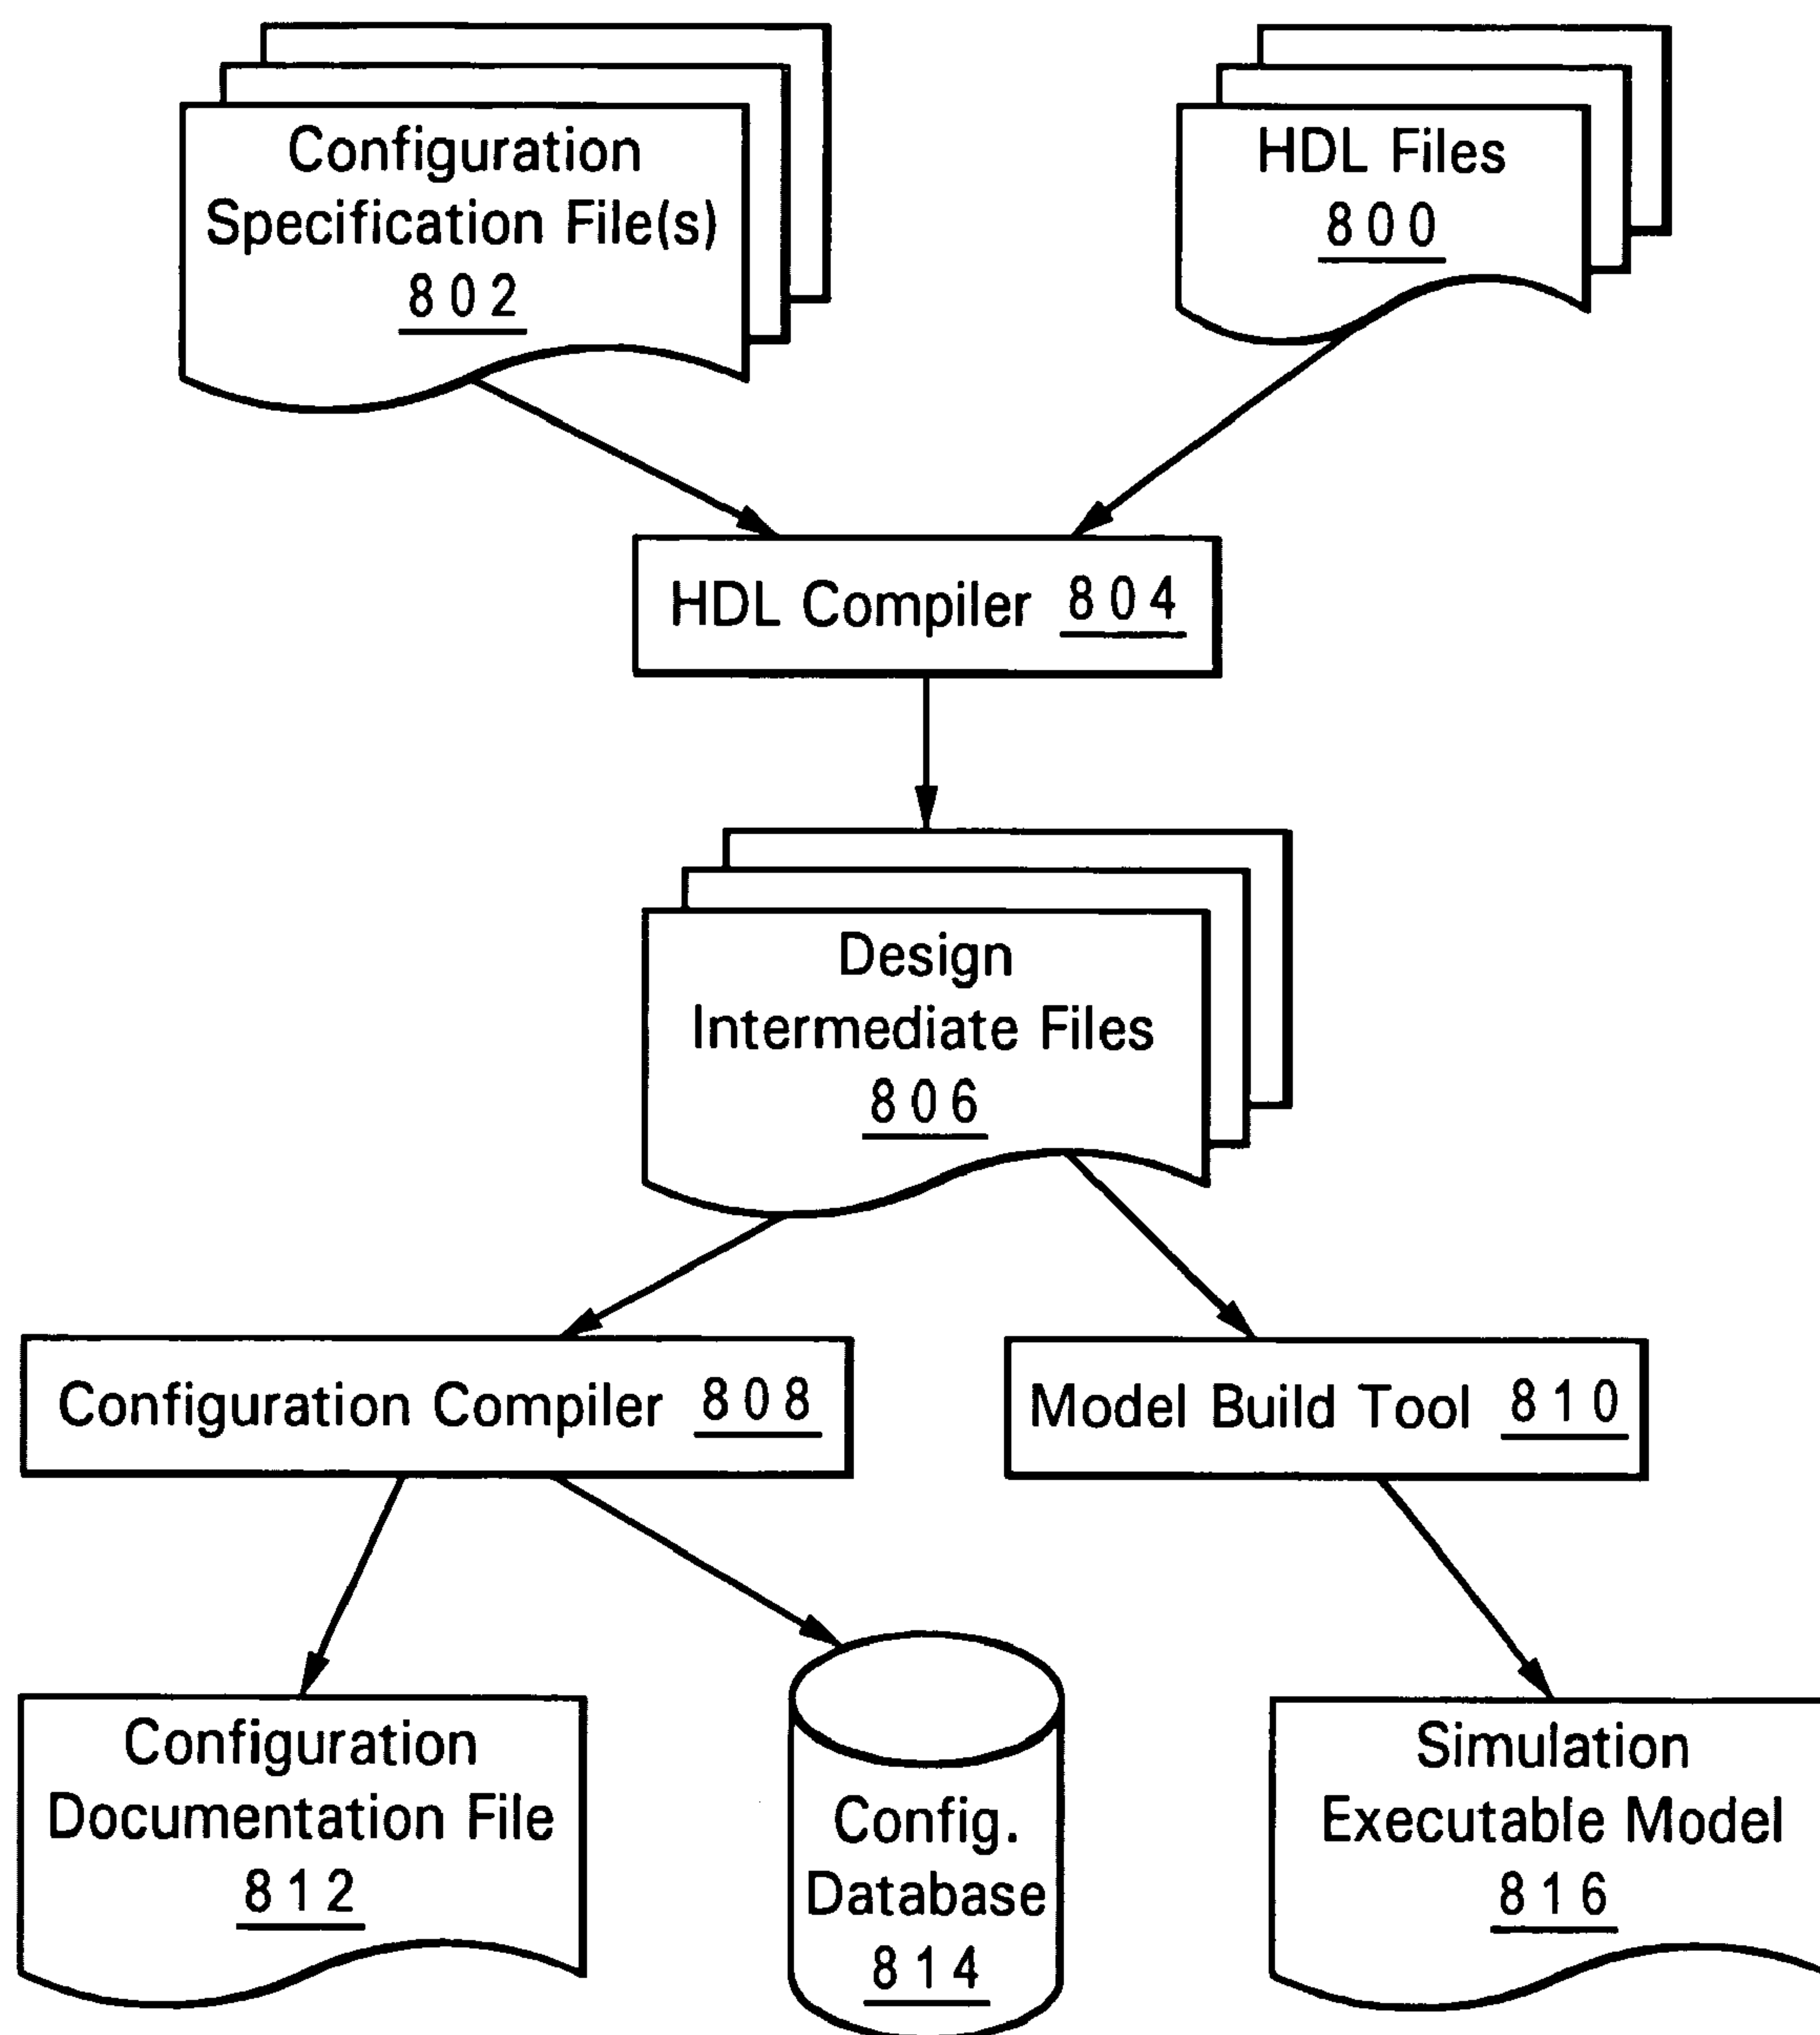 Configuration
Specification File(s)
802
HDL Files
800
HDL Compiler 804
Design
Intermediate Files
806
Configuration Compiler 808
Model Build Tool 810
Configuration
Documentation File
812
Config.
Database
814
Simulation
Executable Model
816